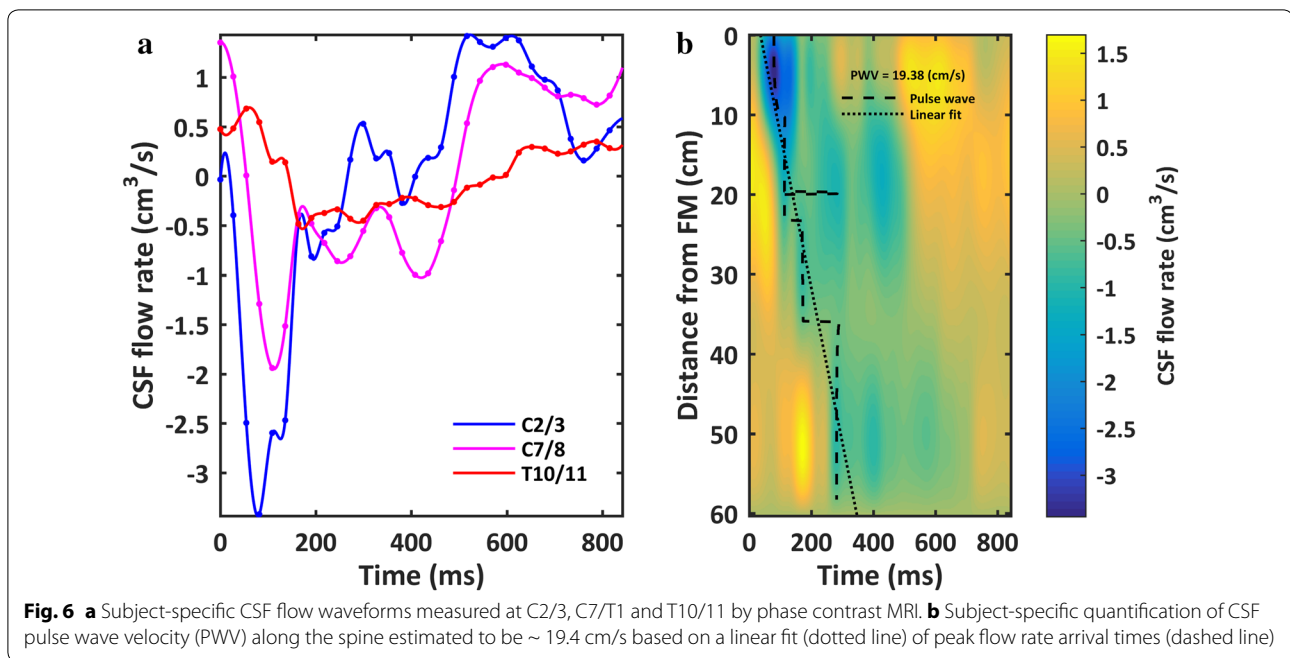 a
CSF flow rate (cm³/s)
1
0.5
0
-0.5
-1
-1.5
-2
-2.5
-3
C2/3
C7/8
T10/11
0 200 400 600 800
Time (ms)
b
Distance from FM (cm)
0
10
20
30
40
50
60
PWV = 19.38 (cm/s)
Pulse wave
Linear fit
0 200 400 600 800
Time (ms)
1.5
1
0.5
0
-0.5
-1
-1.5
-2
-2.5
-3
CSF flow rate (cm³/s)
Fig. 6 a Subject-specific CSF flow waveforms measured at C2/3, C7/T1 and T10/11 by phase contrast MRI. b Subject-specific quantification of CSF
pulse wave velocity (PWV) along the spine estimated to be ~ 19.4 cm/s based on a linear fit (dotted line) of peak flow rate arrival times (dashed line)